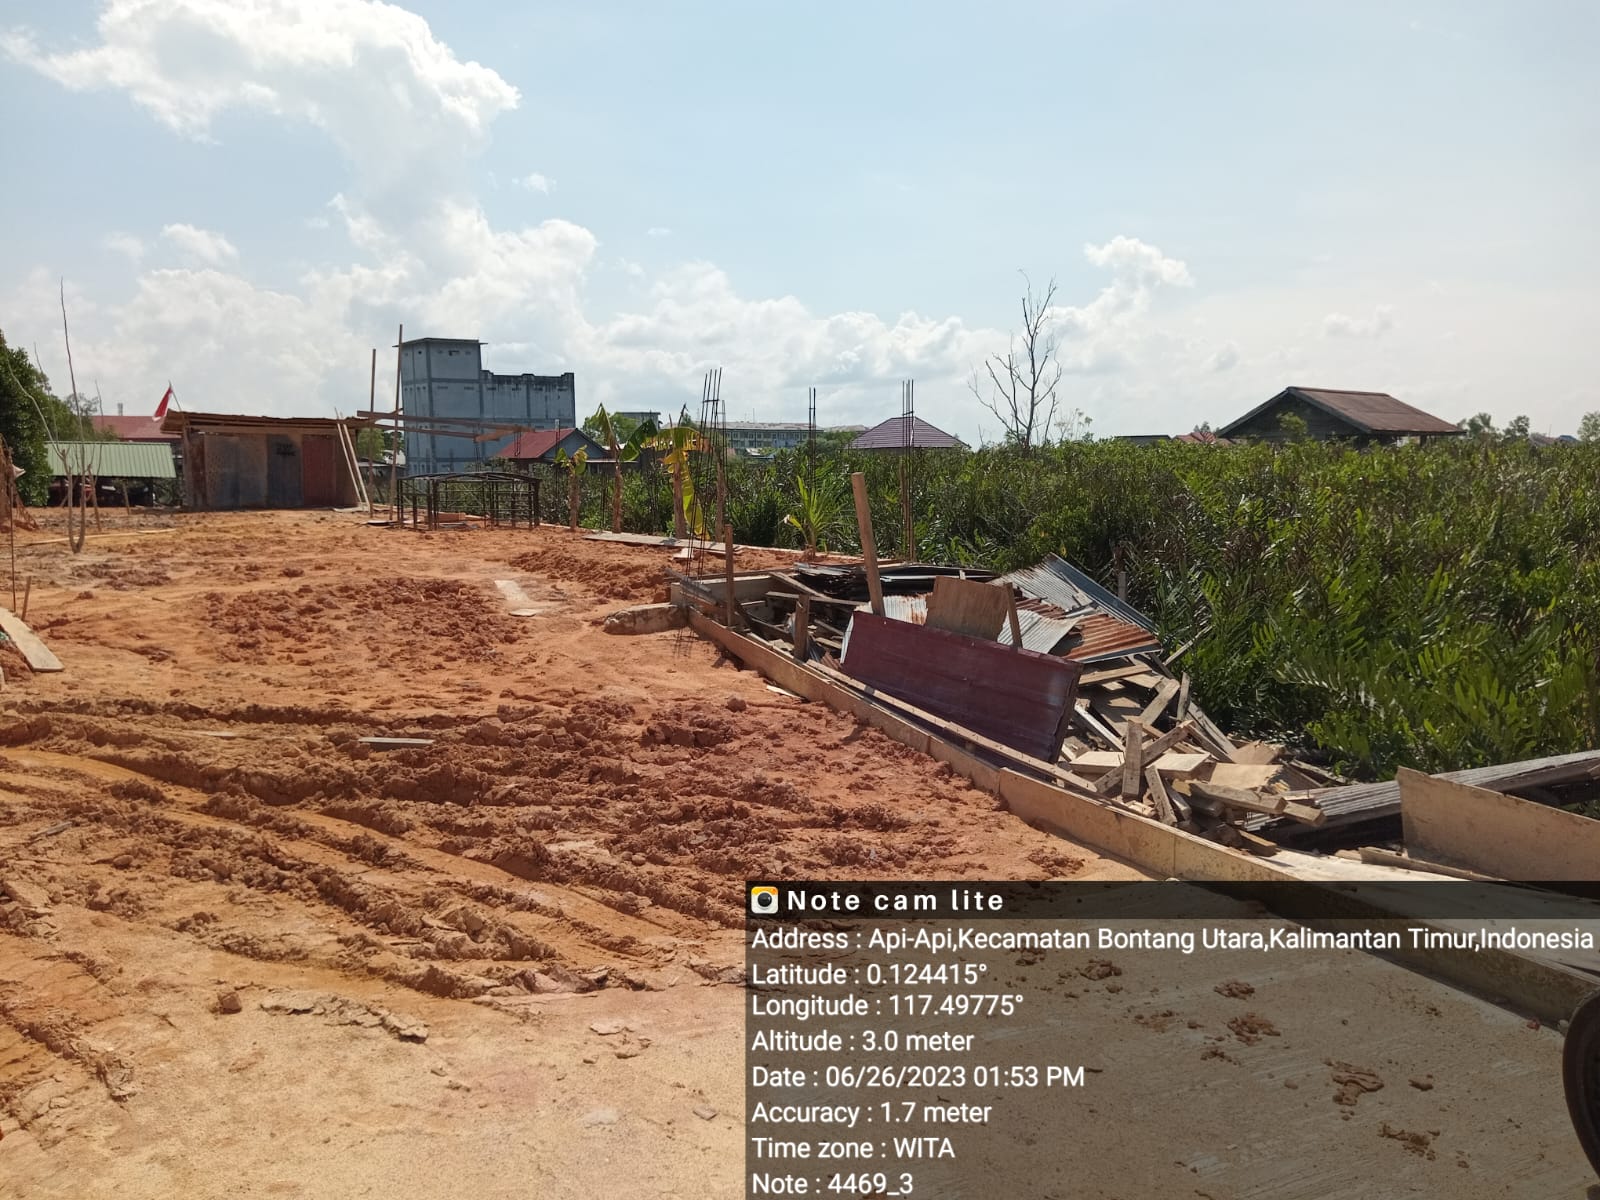 Note cam lite
Address : Api-Api,Kecamatan Bontang Utara,Kalimantan Timur,Indonesia
Latitude : 0.124415°
Longitude : 117.49775°
Altitude : 3.0 meter
Date : 06/26/2023 01:53 PM
Accuracy : 1.7 meter
Time zone : WITA
Note : 4469_3